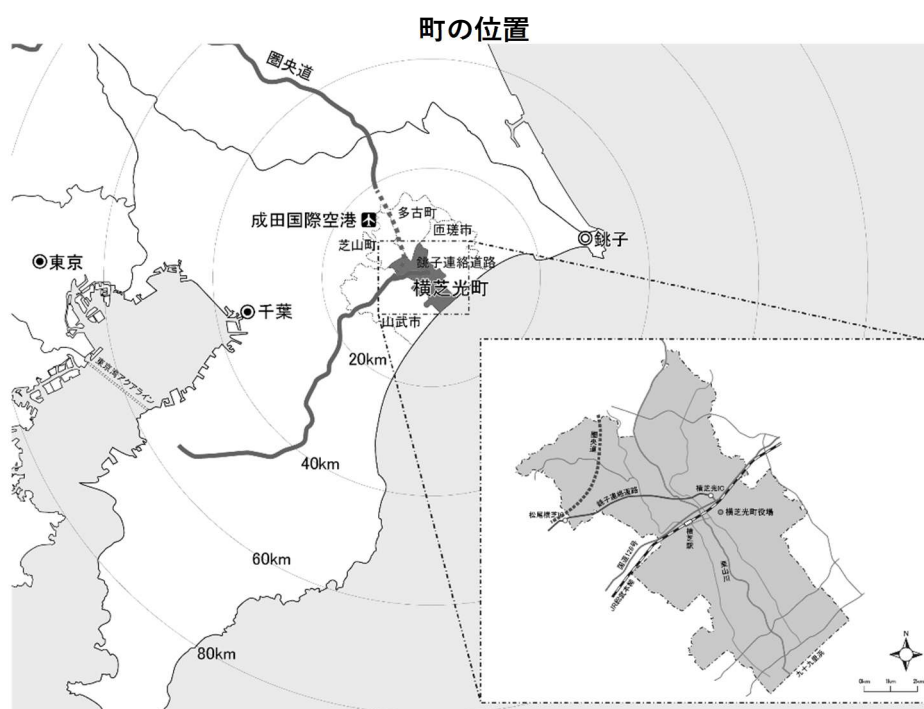 町の位置
圏央道
成田国際空港
多古町
匝瑳市
芝山町
銚子
東京
銚子連絡道路
横芝光町
千葉
山武市
20km
東京湾アクアライン
40km
60km
80km
圏央道
銚子連絡道路
横芝光IC
松尾横芝IC
横芝光町役場
横芝駅
国道126号
JR総武本線
栗山川
九十九里浜
N
0km 1km 2km